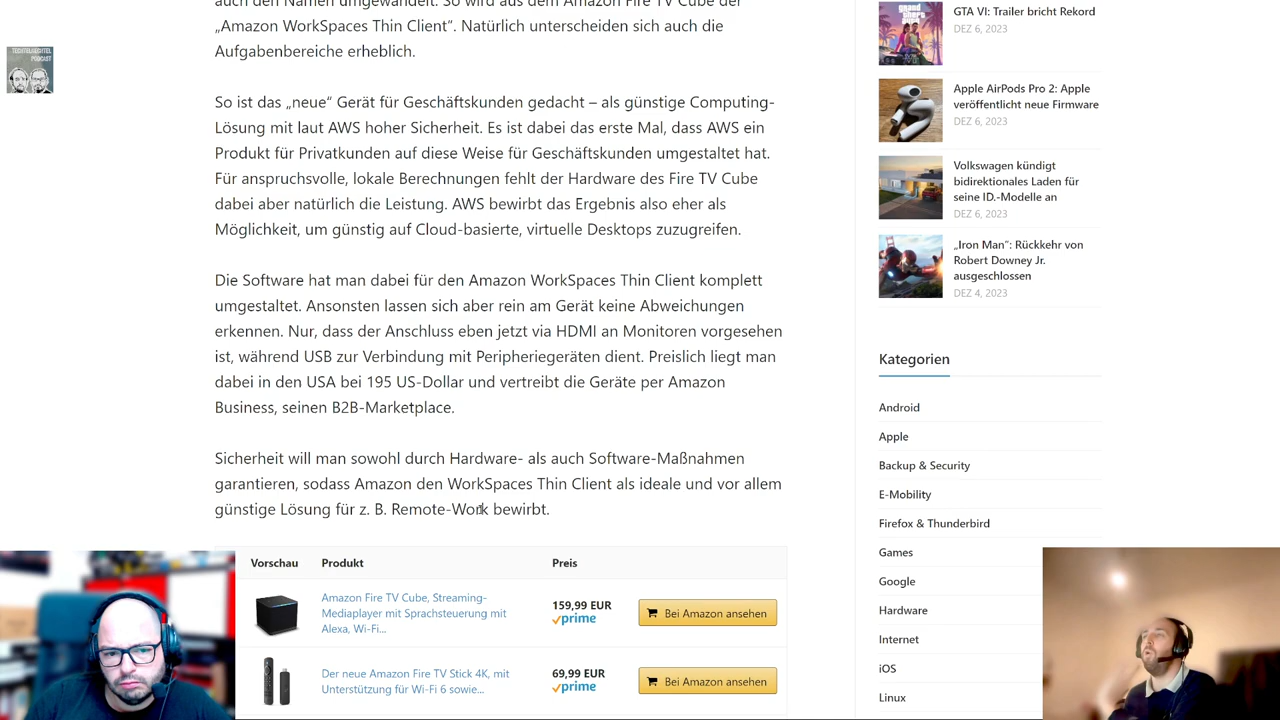 auch den Namen umgewandelt. So wird aus dem Amazon Fire TV Cube der
„Amazon WorkSpaces Thin Client“. Natürlich unterscheiden sich auch die
Aufgabenbereiche erheblich.
So ist das „neue“ Gerät für Geschäftskunden gedacht – als günstige Computing-
Lösung mit laut AWS hoher Sicherheit. Es ist dabei das erste Mal, dass AWS ein
Produkt für Privatkunden auf diese Weise für Geschäftskunden umgestaltet hat.
Für anspruchsvolle, lokale Berechnungen fehlt der Hardware des Fire TV Cube
dabei aber natürlich die Leistung. AWS bewirbt das Ergebnis also eher als
Möglichkeit, um günstig auf Cloud-basierte, virtuelle Desktops zuzugreifen.
Die Software hat man dabei für den Amazon WorkSpaces Thin Client komplett
umgestaltet. Ansonsten lassen sich aber rein am Gerät keine Abweichungen
erkennen. Nur, dass der Anschluss eben jetzt via HDMI an Monitoren vorgesehen
ist, während USB zur Verbindung mit Peripheriegeräten dient. Preislich liegt man
dabei in den USA bei 195 US-Dollar und vertreibt die Geräte per Amazon
Business, seinen B2B-Marketplace.
Sicherheit will man sowohl durch Hardware- als auch Software-Maßnahmen
garantieren, sodass Amazon den WorkSpaces Thin Client als ideale und vor allem
günstige Lösung für z. B. Remote-Work bewirbt.
Vorschau Produkt Preis
Amazon Fire TV Cube, Streaming-
Mediaplayer mit Sprachsteuerung mit
Alexa, Wi-Fi...
159,99 EUR
prime
Bei Amazon ansehen
Der neue Amazon Fire TV Stick 4K, mit
Unterstützung für Wi-Fi 6 sowie...
69,99 EUR
prime
Bei Amazon ansehen
TECHTELMECHTEL
PODCAST
grand
theft
auto
GTA VI: Trailer bricht Rekord
DEZ 6, 2023
Apple AirPods Pro 2: Apple
veröffentlicht neue Firmware
DEZ 6, 2023
Volkswagen kündigt
bidirektionales Laden für
seine ID.-Modelle an
DEZ 6, 2023
„Iron Man“: Rückkehr von
Robert Downey Jr.
ausgeschlossen
DEZ 4, 2023
Kategorien
Android
Apple
Backup & Security
E-Mobility
Firefox & Thunderbird
Games
Google
Hardware
Internet
iOS
Linux